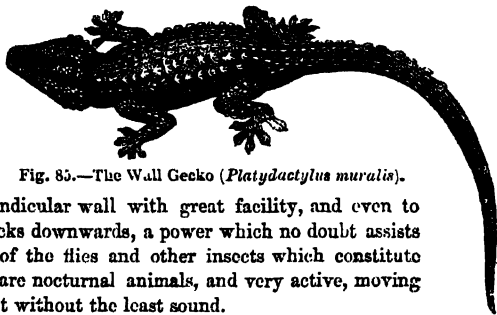 Fig. 85.—The Wall Gecko (Platydactylus muralis).
ndicular wall with great facility, and even to
cks downwards, a power which no doubt assists
of the flies and other insects which constitute
are nocturnal animals, and very active, moving
t without the least sound.